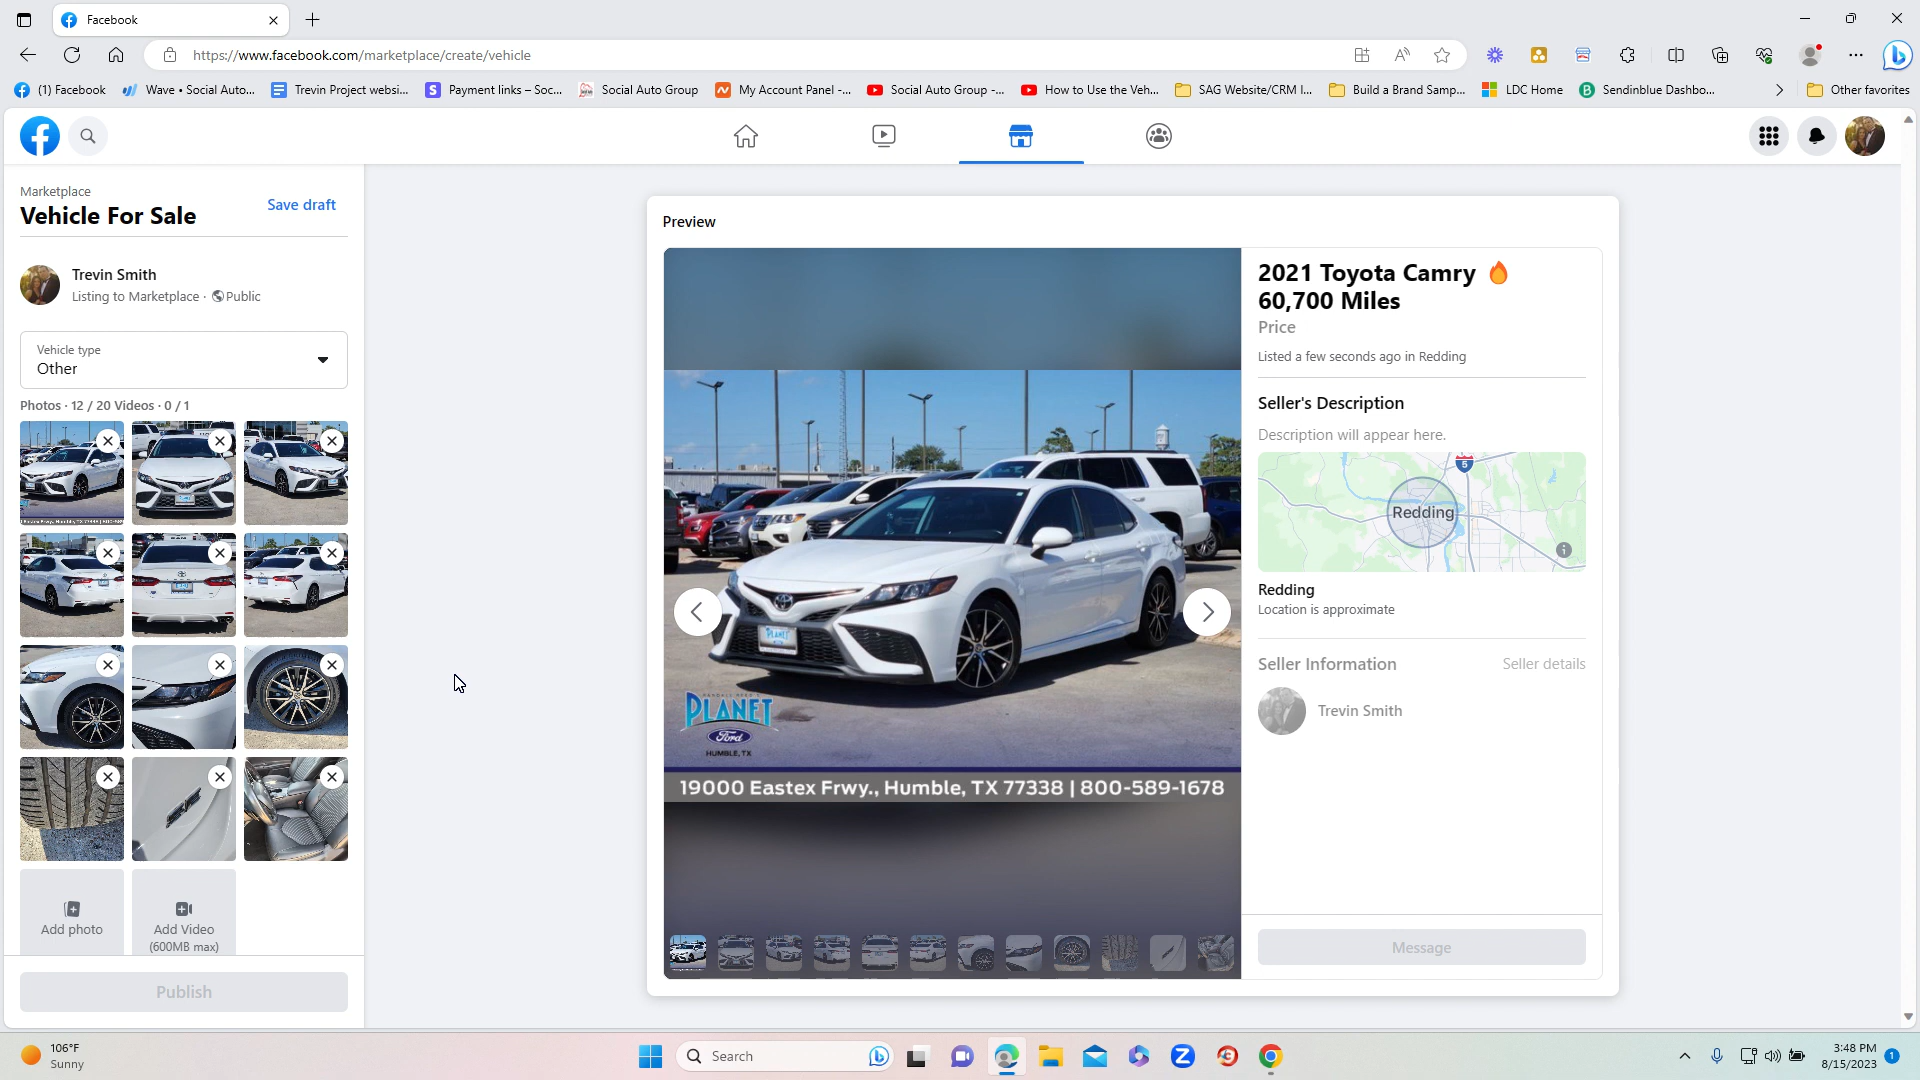 Facebook
https://www.facebook.com/marketplace/create/vehicle
(1) Facebook
Wave • Social Auto...
Trevin Project websi...
Payment links – Soc...
Social Auto Group
My Account Panel -...
Social Auto Group -...
How to Use the Veh...
SAG Website/CRM I...
Build a Brand Samp...
LDC Home
Sendinblue Dashbo...
Other favorites
Marketplace
Vehicle For Sale
Save draft
Trevin Smith
Listing to Marketplace · Public
Vehicle type
Other
Photos · 12 / 20 Videos · 0 / 1
Add photo
Add Video
(600MB max)
Publish
Preview
PLANET
Ford
HUMBLE, TX
19000 Eastex Frwy., Humble, TX 77338 | 800-589-1678
2021 Toyota Camry 🔥
60,700 Miles
Price
Listed a few seconds ago in Redding
Seller's Description
Description will appear here.
5
Redding
Redding
Location is approximate
Seller Information
Seller details
Trevin Smith
Message
106°F
Sunny
Search
3:48 PM
8/15/2023
1